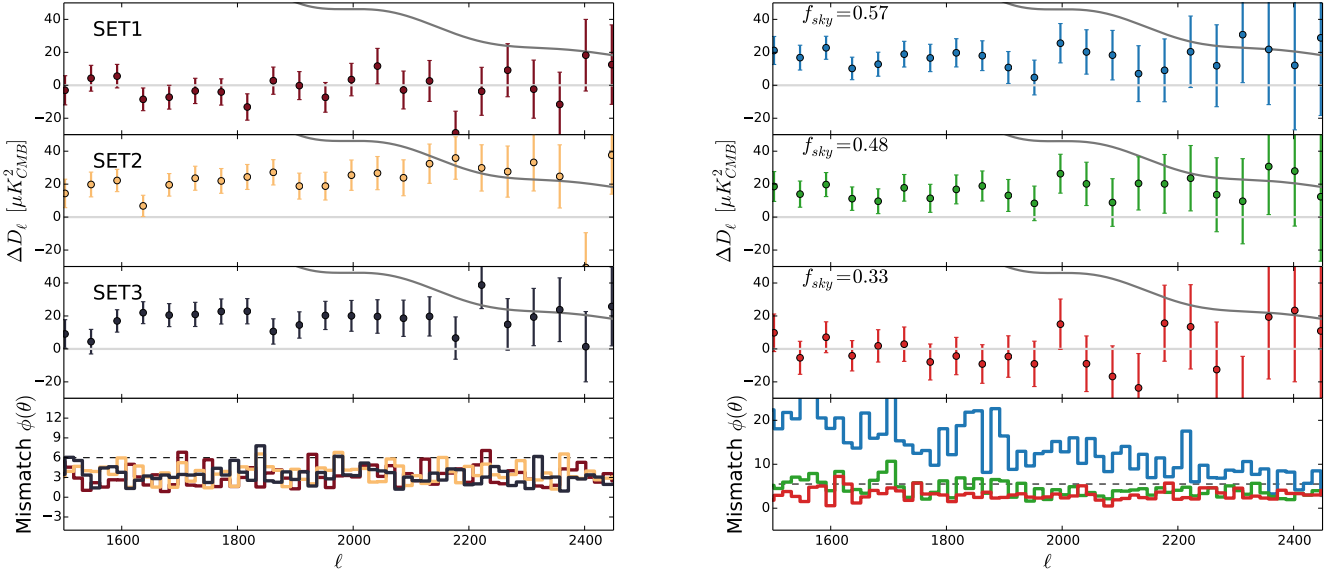 40
20
0
−20
SET1
40
20
0
−20
SET2
40
20
0
−20
SET3
12
9
6
3
0
−3
1600 1800 2000 2200 2400
ℓ
ΔD_ℓ [μK²_CMB]
Mismatch ϕ(θ)
40
20
0
−20
f_sky=0.57
40
20
0
−20
f_sky=0.48
40
20
0
−20
f_sky=0.33
20
10
0
1600 1800 2000 2200 2400
ℓ
ΔD_ℓ [μK²_CMB]
Mismatch ϕ(θ)